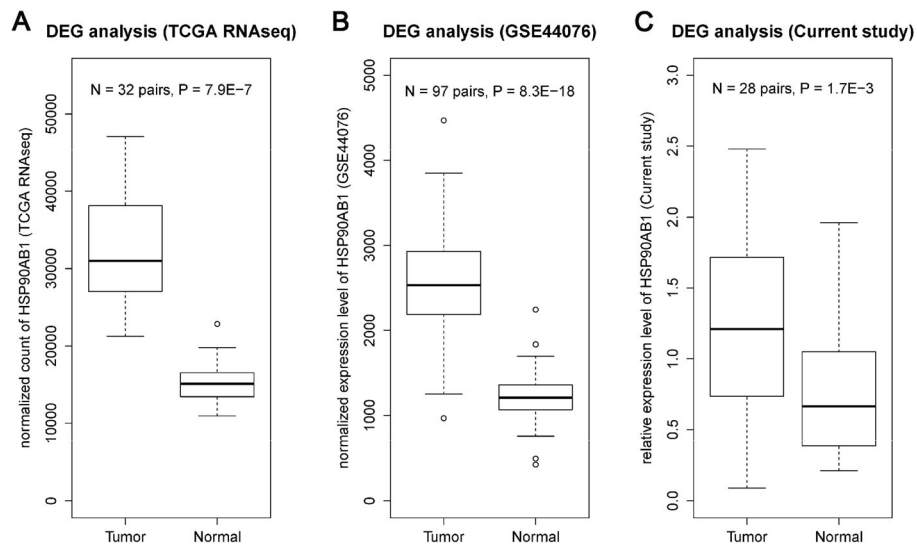 A
DEG analysis (TCGA RNAseq)
N = 32 pairs, P = 7.9E−7
normalized count of HSP90AB1 (TCGA RNAseq)
50000
40000
30000
20000
10000
0
Tumor
Normal
B
DEG analysis (GSE44076)
N = 97 pairs, P = 8.3E−18
normalized expression level of HSP90AB1 (GSE44076)
5000
4000
3000
2000
1000
0
Tumor
Normal
C
DEG analysis (Current study)
N = 28 pairs, P = 1.7E−3
relative expression level of HSP90AB1 (Current study)
3.0
2.5
2.0
1.5
1.0
0.5
0.0
Tumor
Normal